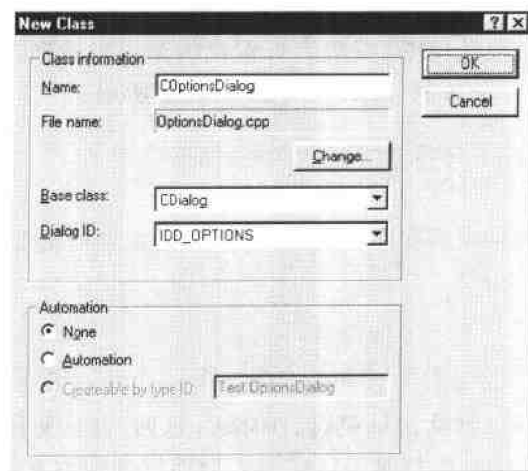 New Class
Class information
Name: COptionsDialog
File name: OptionsDialog.cpp
Change...
Base class: CDialog
Dialog ID: IDD_OPTIONS
OK
Cancel
Automation
None
Automation
Createable by type ID: Test.OptionsDialog